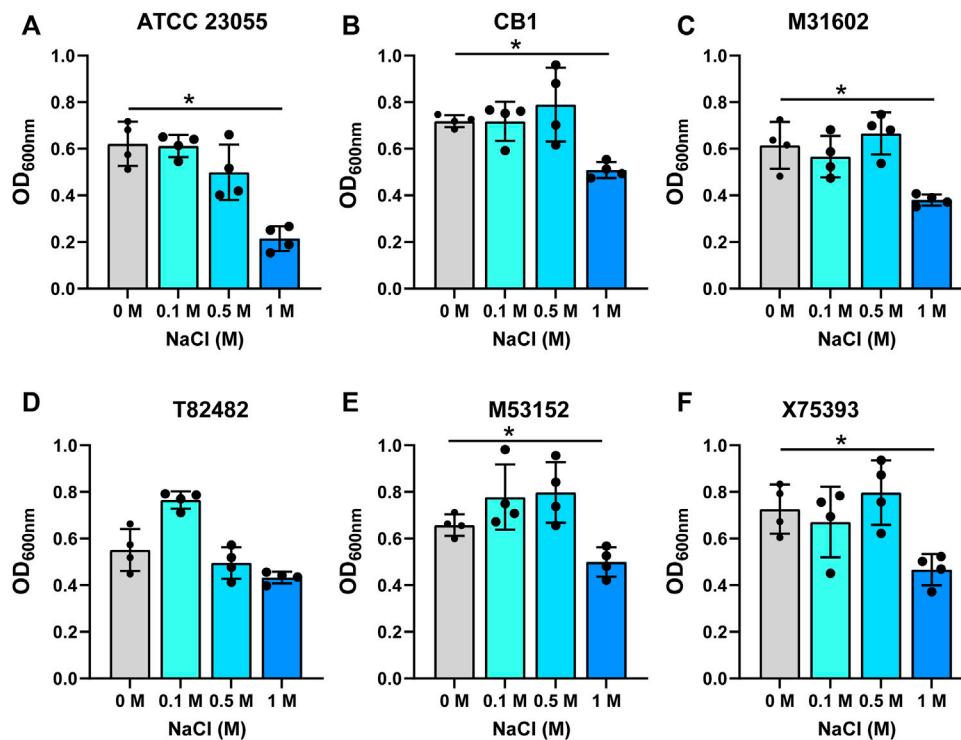 A ATCC 23055
B CB1
C M31602
1.0 * 1.0 * 1.0 *
0.8 0.8 0.8
0.6 0.6 0.6
0.4 0.4 0.4
0.2 0.2 0.2
0.0 0.0 0.0
OD600nm OD600nm OD600nm
0 M 0.1 M 0.5 M 1 M 0 M 0.1 M 0.5 M 1 M 0 M 0.1 M 0.5 M 1 M
NaCl (M) NaCl (M) NaCl (M)
D T82482
E M53152
F X75393
1.0 1.0 * 1.0 *
0.8 0.8 0.8
0.6 0.6 0.6
0.4 0.4 0.4
0.2 0.2 0.2
0.0 0.0 0.0
OD600nm OD600nm OD600nm
0 M 0.1 M 0.5 M 1 M 0 M 0.1 M 0.5 M 1 M 0 M 0.1 M 0.5 M 1 M
NaCl (M) NaCl (M) NaCl (M)